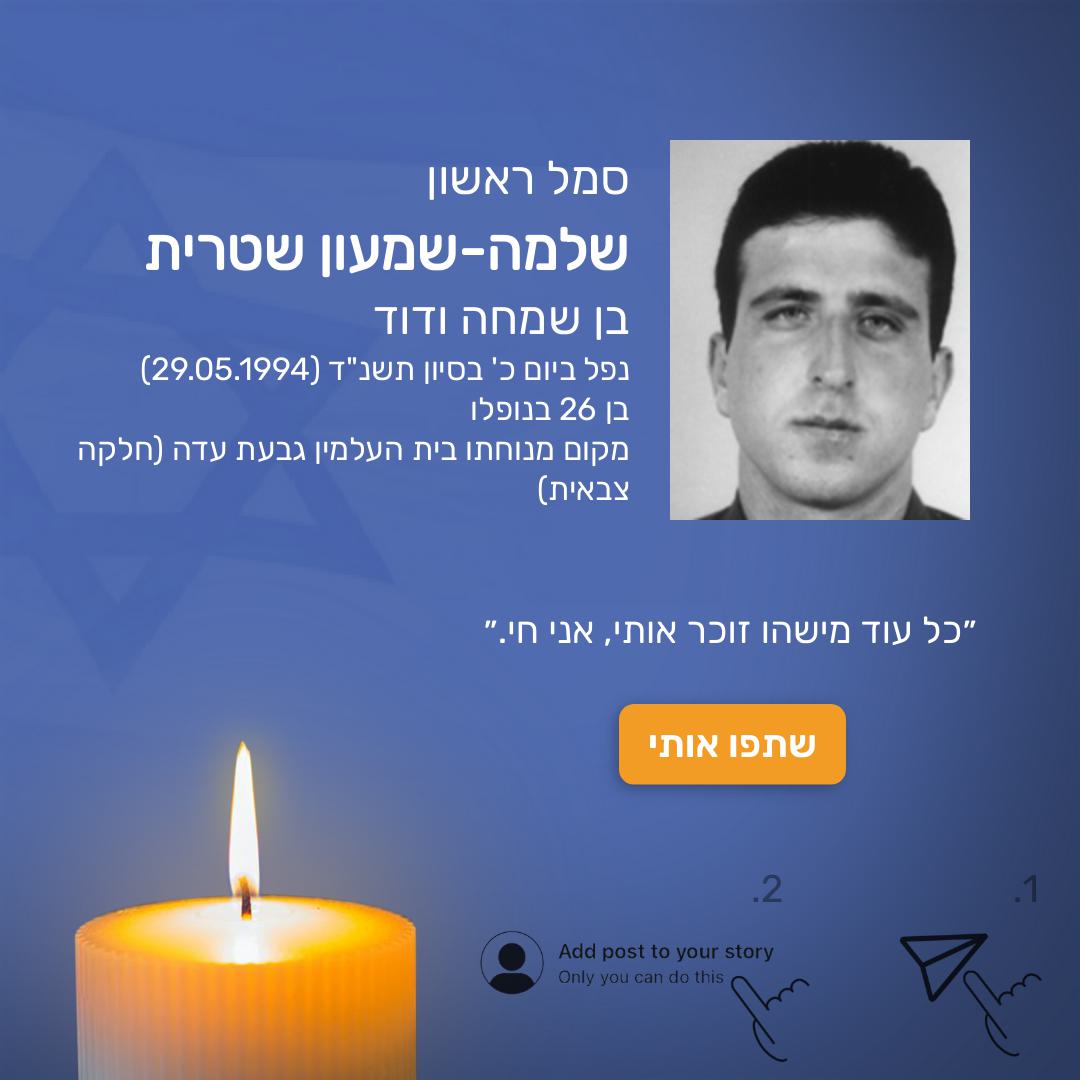 סמל ראשון
שלמה-שמעון שטרית
בן שמחה ודוד
נפל ביום כ' בסיון תשנ"ד (29.05.1994)
בן 26 בנופלו
מקום מנוחתו בית העלמין גבעת עדה (חלקה
צבאית)
״כל עוד מישהו זוכר אותי, אני חי.״
שתפו אותי
1.
2.
Add post to your story
Only you can do this